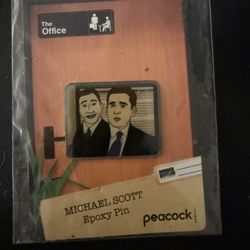 The
Office
MICHAEL SCOTT
Epoxy Pin
peacock